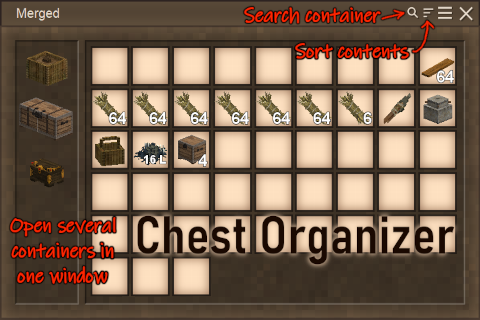 Merged
Search container
Sort contents
64
64
64
64
64
64
64
6
16 L
4
Open several
containers in
one window
Chest Organizer